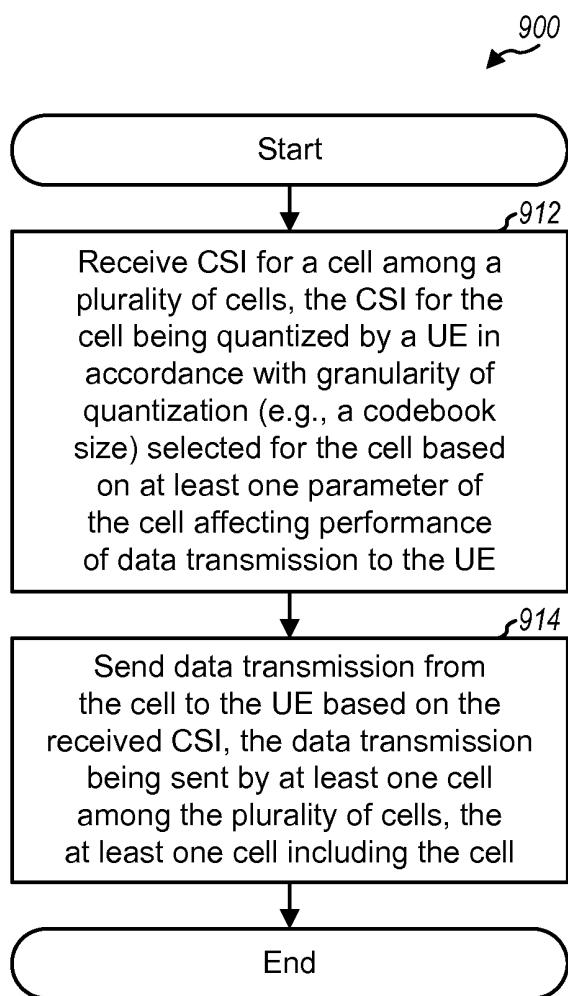 900
Start
912
Receive CSI for a cell among a
plurality of cells, the CSI for the
cell being quantized by a UE in
accordance with granularity of
quantization (e.g., a codebook
size) selected for the cell based
on at least one parameter of
the cell affecting performance
of data transmission to the UE
914
Send data transmission from
the cell to the UE based on the
received CSI, the data transmission
being sent by at least one cell
among the plurality of cells, the
at least one cell including the cell
End